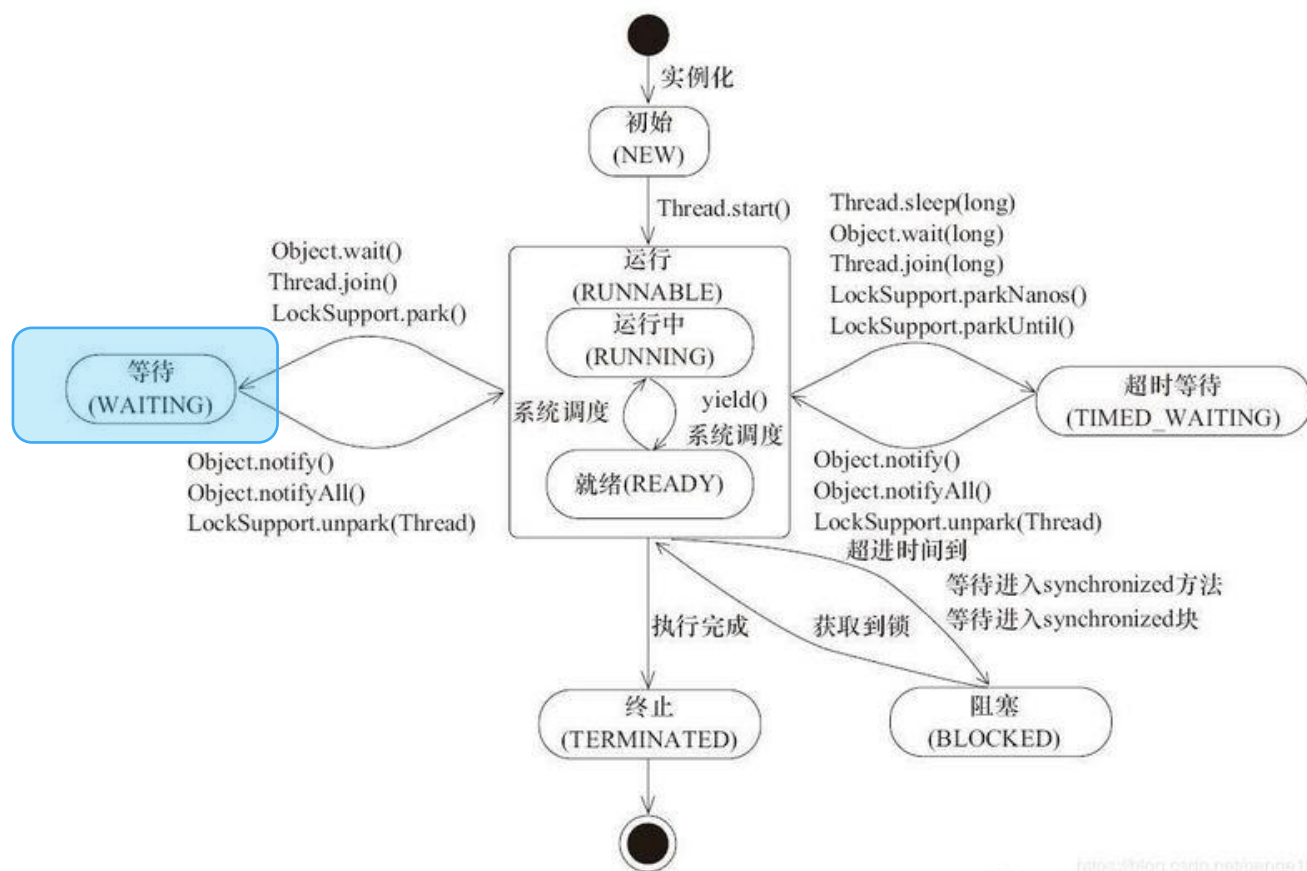 实例化
初始
(NEW)
Thread.start()
Thread.sleep(long)
Object.wait(long)
Thread.join(long)
LockSupport.parkNanos()
LockSupport.parkUntil()
Object.wait()
Thread.join()
LockSupport.park()
运行
(RUNNABLE)
运行中
(RUNNING)
等待
(WAITING)
系统调度
yield()
系统调度
超时等待
(TIMED_WAITING)
就绪(READY)
Object.notify()
Object.notifyAll()
LockSupport.unpark(Thread)
Object.notify()
Object.notifyAll()
LockSupport.unpark(Thread)
超进时间到
等待进入synchronized方法
等待进入synchronized块
执行完成
获取到锁
终止
(TERMINATED)
阻塞
(BLOCKED)